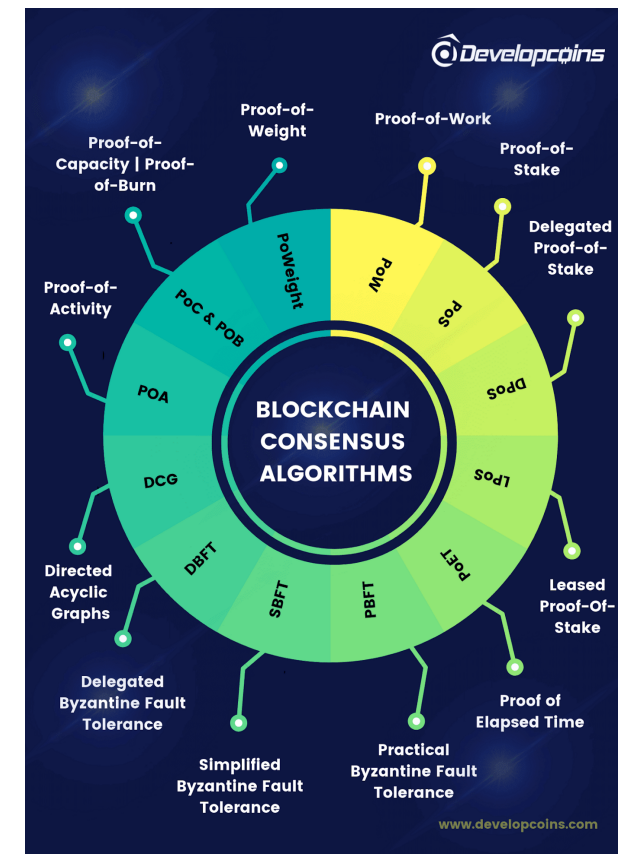 Developcoins
Proof-of-
Weight
Proof-of-Work
Proof-of-
Capacity | Proof-
of-Burn
Proof-of-
Stake
Delegated
Proof-of-
Stake
Proof-of-
Activity
PoWeight
PoW
PoC & POB
PoS
POA
DPoS
BLOCKCHAIN
CONSENSUS
ALGORITHMS
DCG
LPoS
DBFT
PoET
SBFT
PBFT
Directed
Acyclic
Graphs
Leased
Proof-Of-
Stake
Delegated
Byzantine Fault
Tolerance
Proof of
Elapsed Time
Simplified
Byzantine Fault
Tolerance
Practical
Byzantine Fault
Tolerance
www.developcoins.com